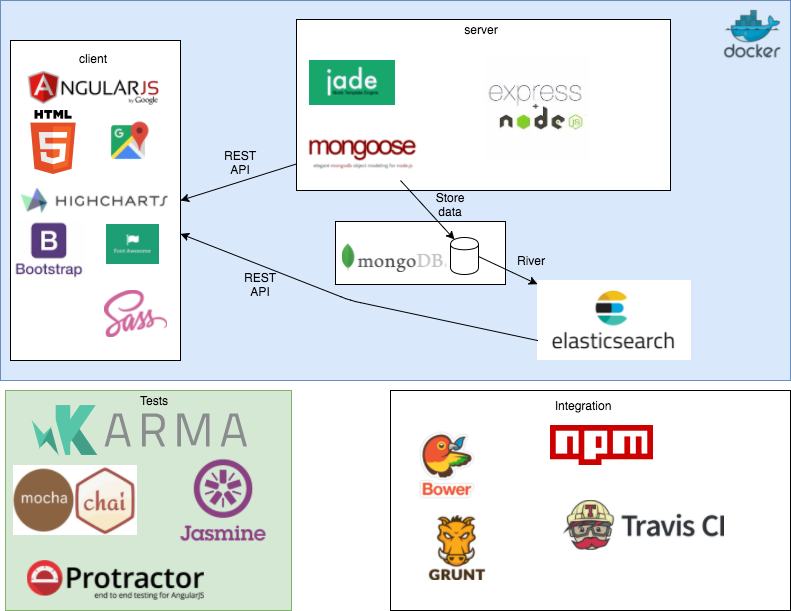 docker
client
ANGULARJS
by Google
HTML
5
G
HIGHCHARTS
B
Bootstrap
Font Awesome
Sass
server
jade
Node Template Engine
express
+
node
JS
mongoose
elegant mongodb object modeling for node.js
REST
API
Store
data
mongoDB
River
REST
API
elasticsearch
Tests
KARMA
mocha
chai
Jasmine
Protractor
end to end testing for AngularJS
Integration
npm
Bower
T
Travis CI
GRUNT